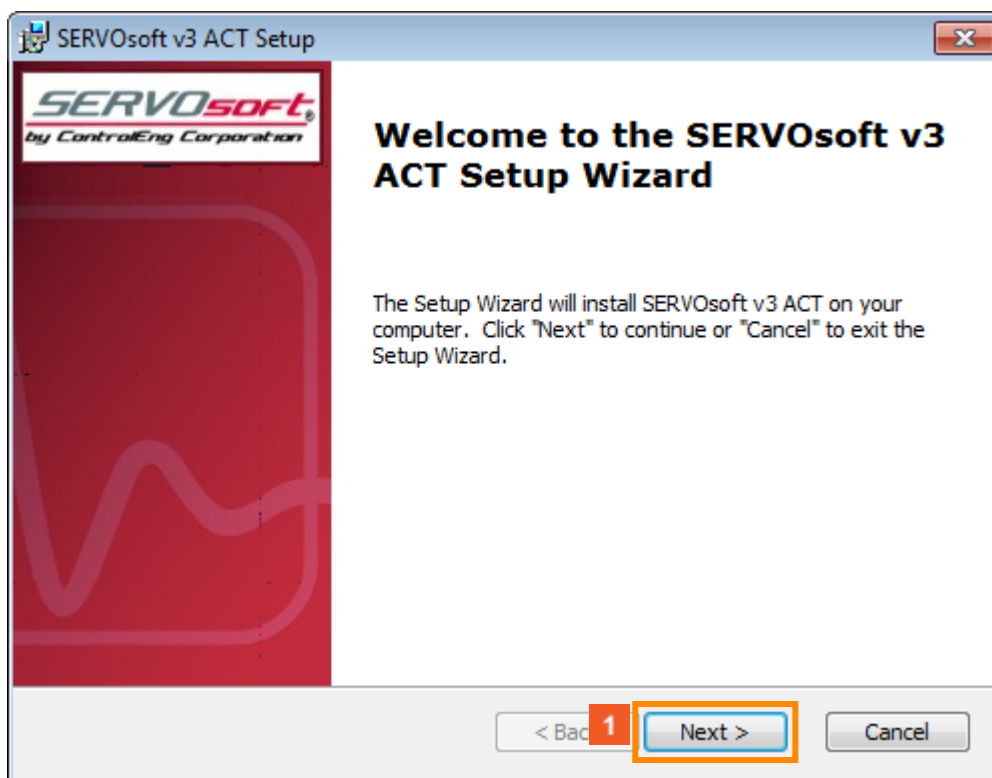 SERVOsoft v3 ACT Setup
SERVOsoft®
by ControlEng Corporation
Welcome to the SERVOsoft v3
ACT Setup Wizard
The Setup Wizard will install SERVOsoft v3 ACT on your
computer. Click "Next" to continue or "Cancel" to exit the
Setup Wizard.
< Bac 1 Next > Cancel